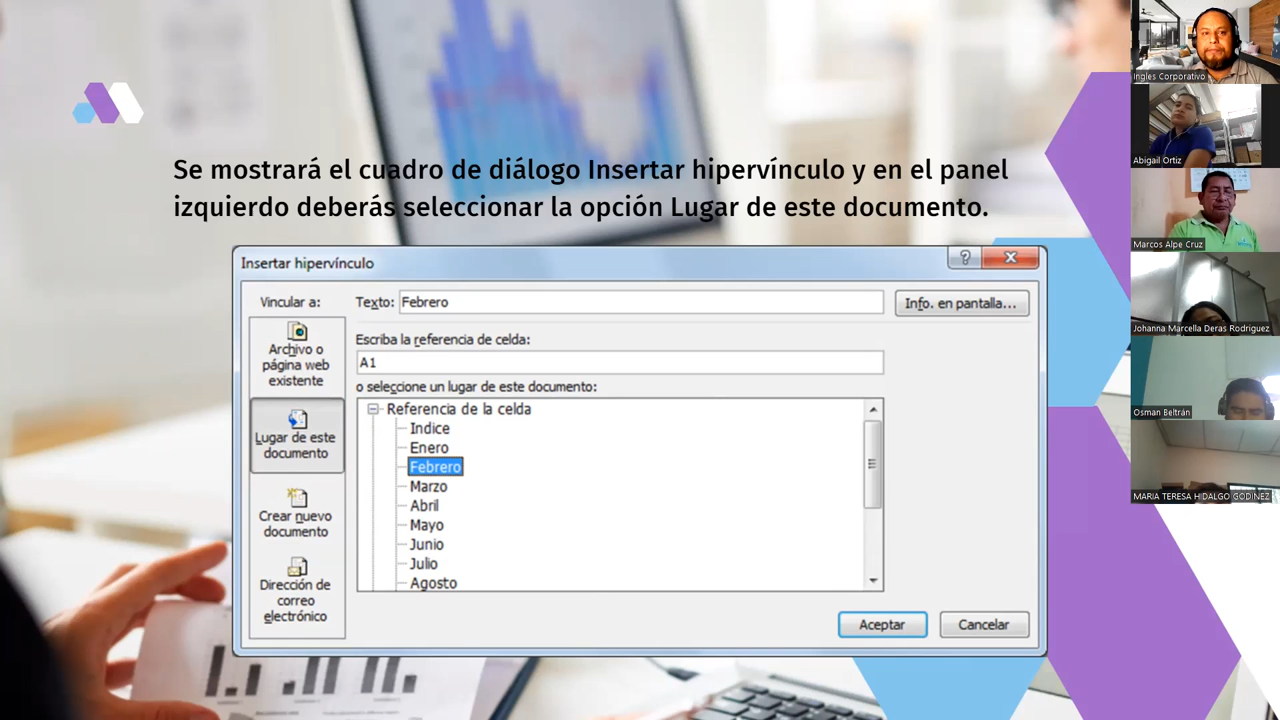 Se mostrará el cuadro de diálogo Insertar hipervínculo y en el panel
izquierdo deberás seleccionar la opción Lugar de este documento.
Insertar hipervínculo
?
Vincular a:
Texto: Febrero
Info. en pantalla...
Archivo o
página web
existente
Lugar de este
documento
Crear nuevo
documento
Dirección de
correo
electrónico
Escriba la referencia de celda:
A1
o seleccione un lugar de este documento:
Referencia de la celda
Indice
Enero
Febrero
Marzo
Abril
Mayo
Junio
Julio
Agosto
Aceptar
Cancelar
Ingles Corporativo
Abigail Ortiz
Marcos Alpe Cruz
Johanna Marcella Deras Rodriguez
Osman Beltrán
MARIA TERESA HIDALGO GODINEZ